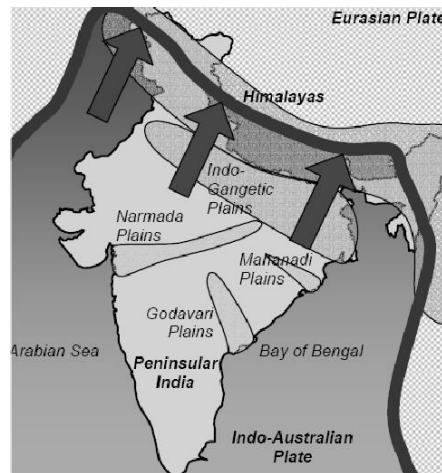 Eurasian Plate
Himalayas
Indo-
Gangetic
Plains
Narmada
Plains
Mahanadi
Plains
Godavari
Plains
Arabian Sea
Peninsular
India
Bay of Bengal
Indo-Australian
Plate